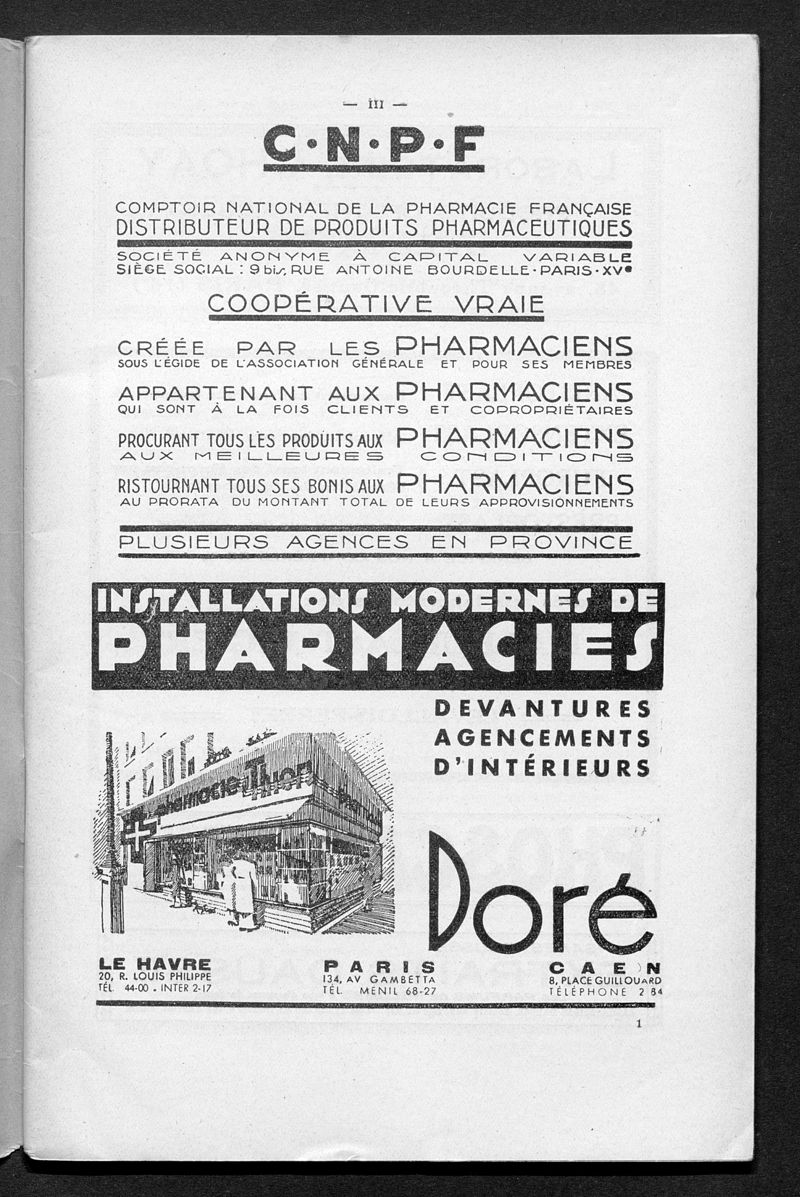 — III —
C·N·P·F
COMPTOIR NATIONAL DE LA PHARMACIE FRANÇAISE
DISTRIBUTEUR DE PRODUITS PHARMACEUTIQUES
SOCIÉTÉ ANONYME À CAPITAL VARIABLE
SIÈGE SOCIAL : 9 bis, RUE ANTOINE BOURDELLE · PARIS · XVe
COOPÉRATIVE VRAIE
CRÉÉE PAR LES PHARMACIENS
SOUS L'ÉGIDE DE L'ASSOCIATION GÉNÉRALE ET POUR SES MEMBRES
APPARTENANT AUX PHARMACIENS
QUI SONT À LA FOIS CLIENTS ET COPROPRIÉTAIRES
PROCURANT TOUS LES PRODUITS AUX PHARMACIENS
AUX MEILLEURES CONDITIONS
RISTOURNANT TOUS SES BONIS AUX PHARMACIENS
AU PRORATA DU MONTANT TOTAL DE LEURS APPROVISIONNEMENTS
PLUSIEURS AGENCES EN PROVINCE
INSTALLATIONS MODERNES DE
PHARMACIES
DEVANTURES
AGENCEMENTS
D'INTÉRIEURS
pharmacie Thon
Doré
LE HAVRE PARIS CAEN
20, R. LOUIS PHILIPPE 134, AV GAMBETTA 8, PLACE GUILLOUARD
TÉL. 44-00 . INTER 2-17 TÉL. MENIL 68-27 TÉLÉPHONE 2 84
1